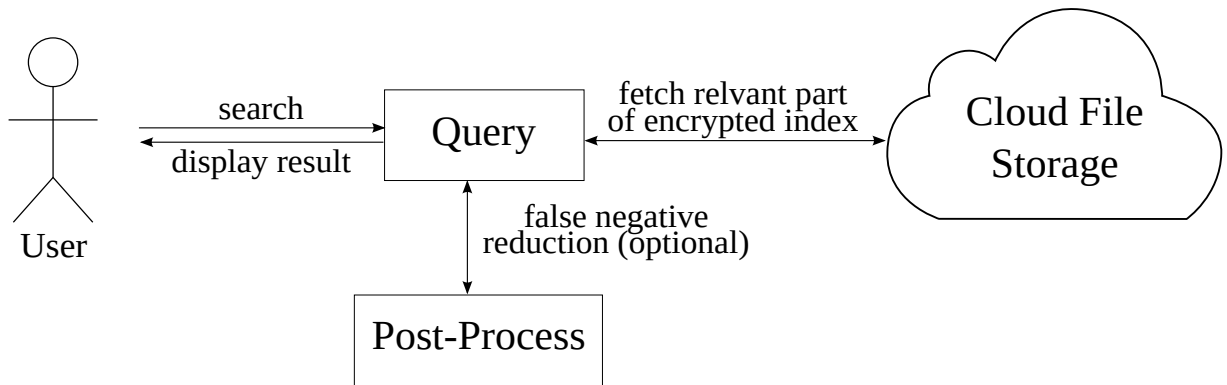 search
display result
User
Query
fetch relvant part
of encrypted index
Cloud File
Storage
false negative
reduction (optional)
Post-Process